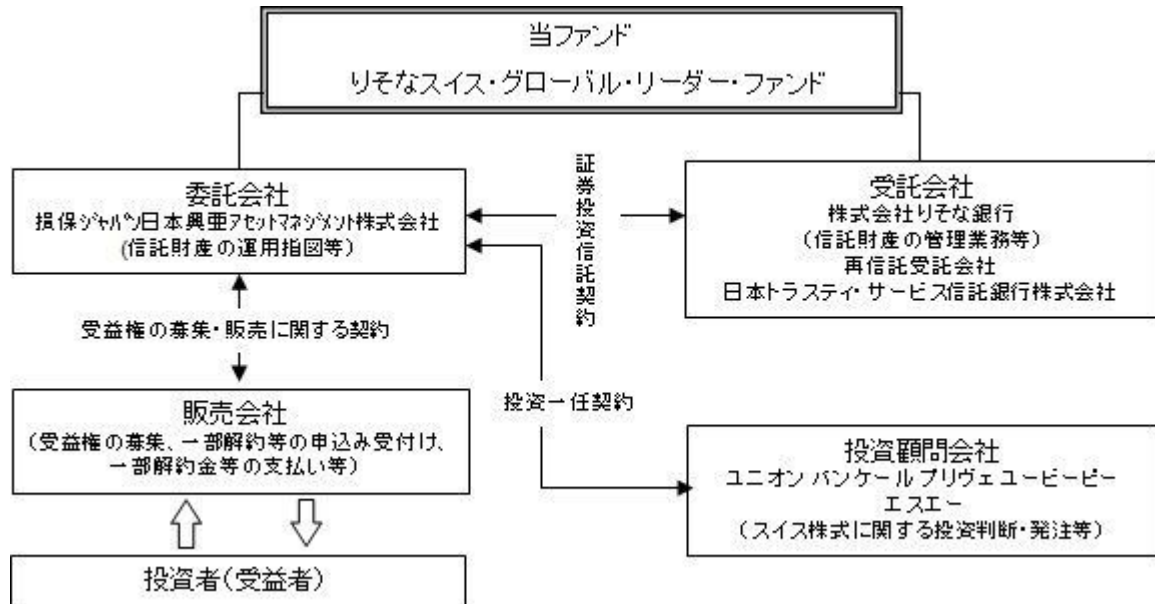 当ファンド
りそなスイス・グローバル・リーダー・ファンド
委託会社
損保ｼﾞｬﾊﾟﾝ日本興亜ｱｾｯﾄﾏﾈｼﾞﾒﾝﾄ株式会社
(信託財産の運用指図等)
証券投資信託契約
受託会社
株式会社りそな銀行
(信託財産の管理業務等)
再信託受託会社
日本トラスティ・サービス信託銀行株式会社
受益権の募集・販売に関する契約
販売会社
(受益権の募集、一部解約等の申込み受付け、
一部解約金等の支払い等)
投資一任契約
投資顧問会社
ユニオン バンケール プリヴェ ユービーピー
エスエー
(スイス株式に関する投資判断・発注等)
投資者(受益者)